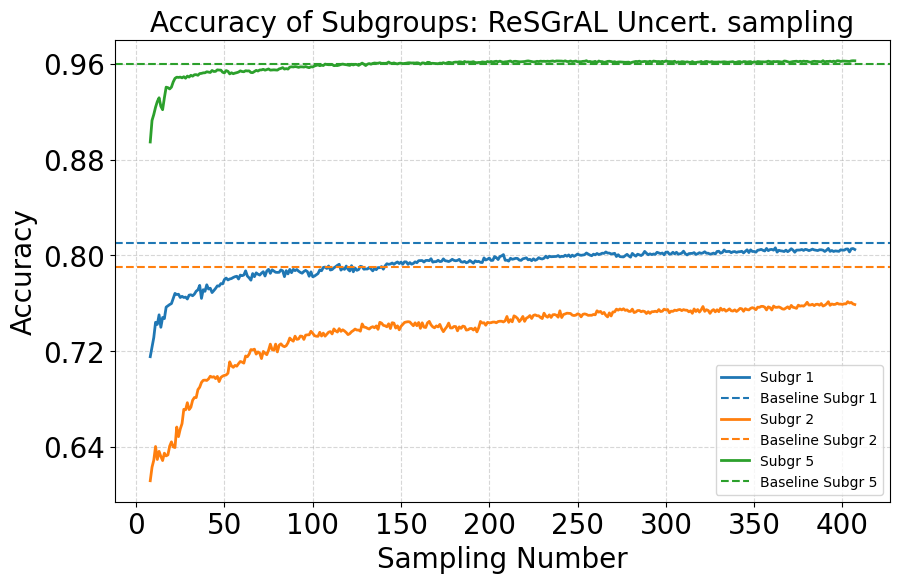 Accuracy of Subgroups: ReSGrAL Uncert. sampling
Accuracy
0.96
0.88
0.80
0.72
0.64
Subgr 1
Baseline Subgr 1
Subgr 2
Baseline Subgr 2
Subgr 5
Baseline Subgr 5
0 50 100 150 200 250 300 350 400
Sampling Number